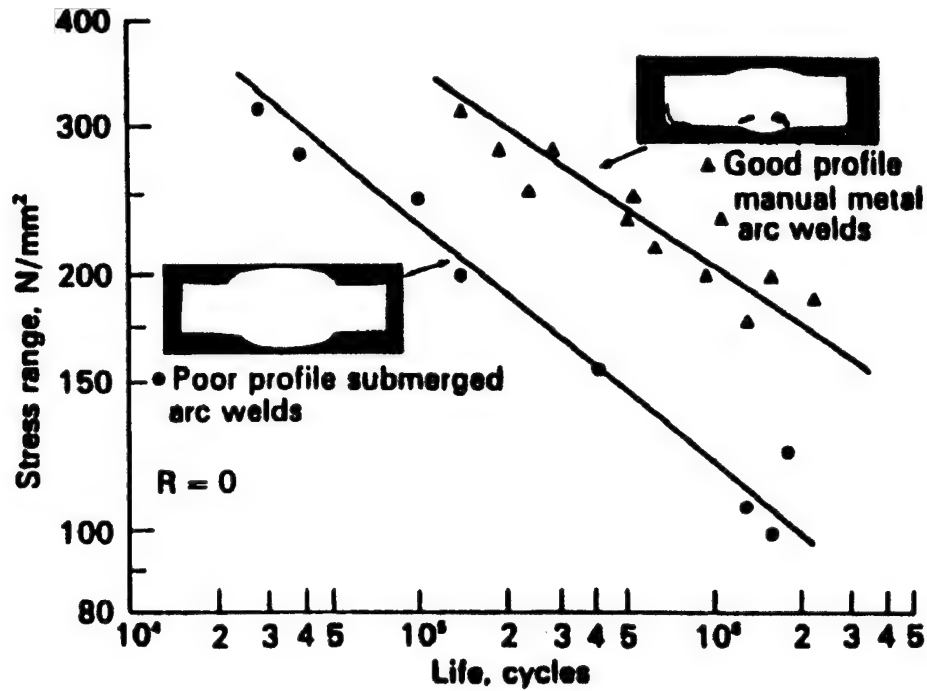 400
300
200
150
100
80
Stress range, N/mm²
▲ Good profile
manual metal
arc welds
● Poor profile submerged
arc welds
R = 0
10⁴ 2 3 4 5 10⁵ 2 3 4 5 10⁶ 2 3 4 5
Life, cycles